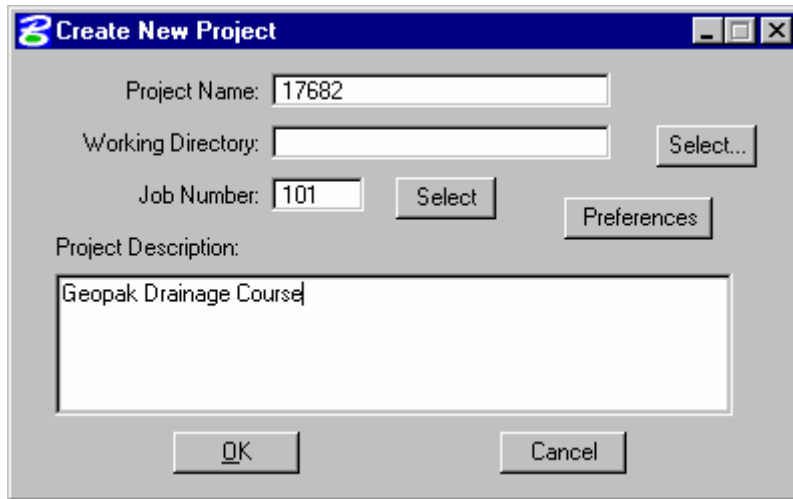 Create New Project
Project Name: 17682
Working Directory: Select...
Job Number: 101 Select
Preferences
Project Description:
Geopak Drainage Course
OK Cancel